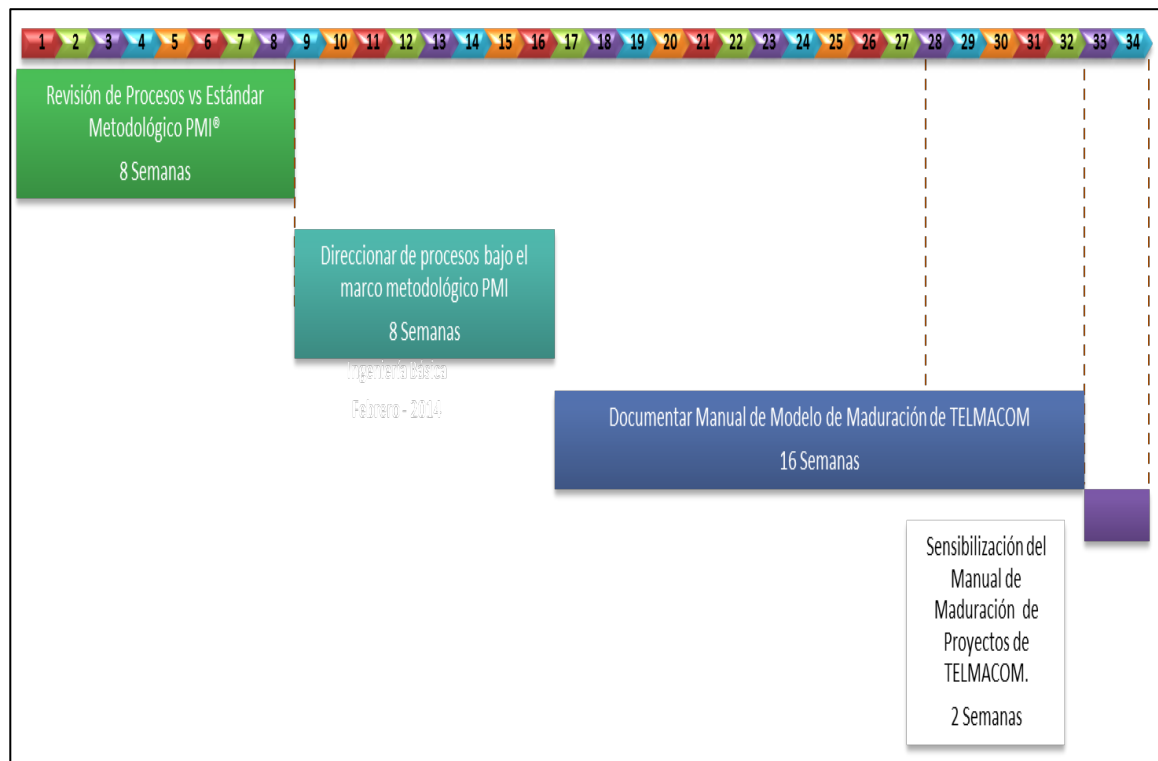 1 2 3 4 5 6 7 8 9 10 11 12 13 14 15 16 17 18 19 20 21 22 23 24 25 26 27 28 29 30 31 32 33 34
Revisión de Procesos vs Estándar
Metodológico PMI®
8 Semanas
Direccionar de procesos bajo el
marco metodológico PMI
8 Semanas
Ingeniería Básica
Febrero - 2014
Documentar Manual de Modelo de Maduración de TELMACOM
16 Semanas
Sensibilización del
Manual de
Maduración de
Proyectos de
TELMACOM.
2 Semanas